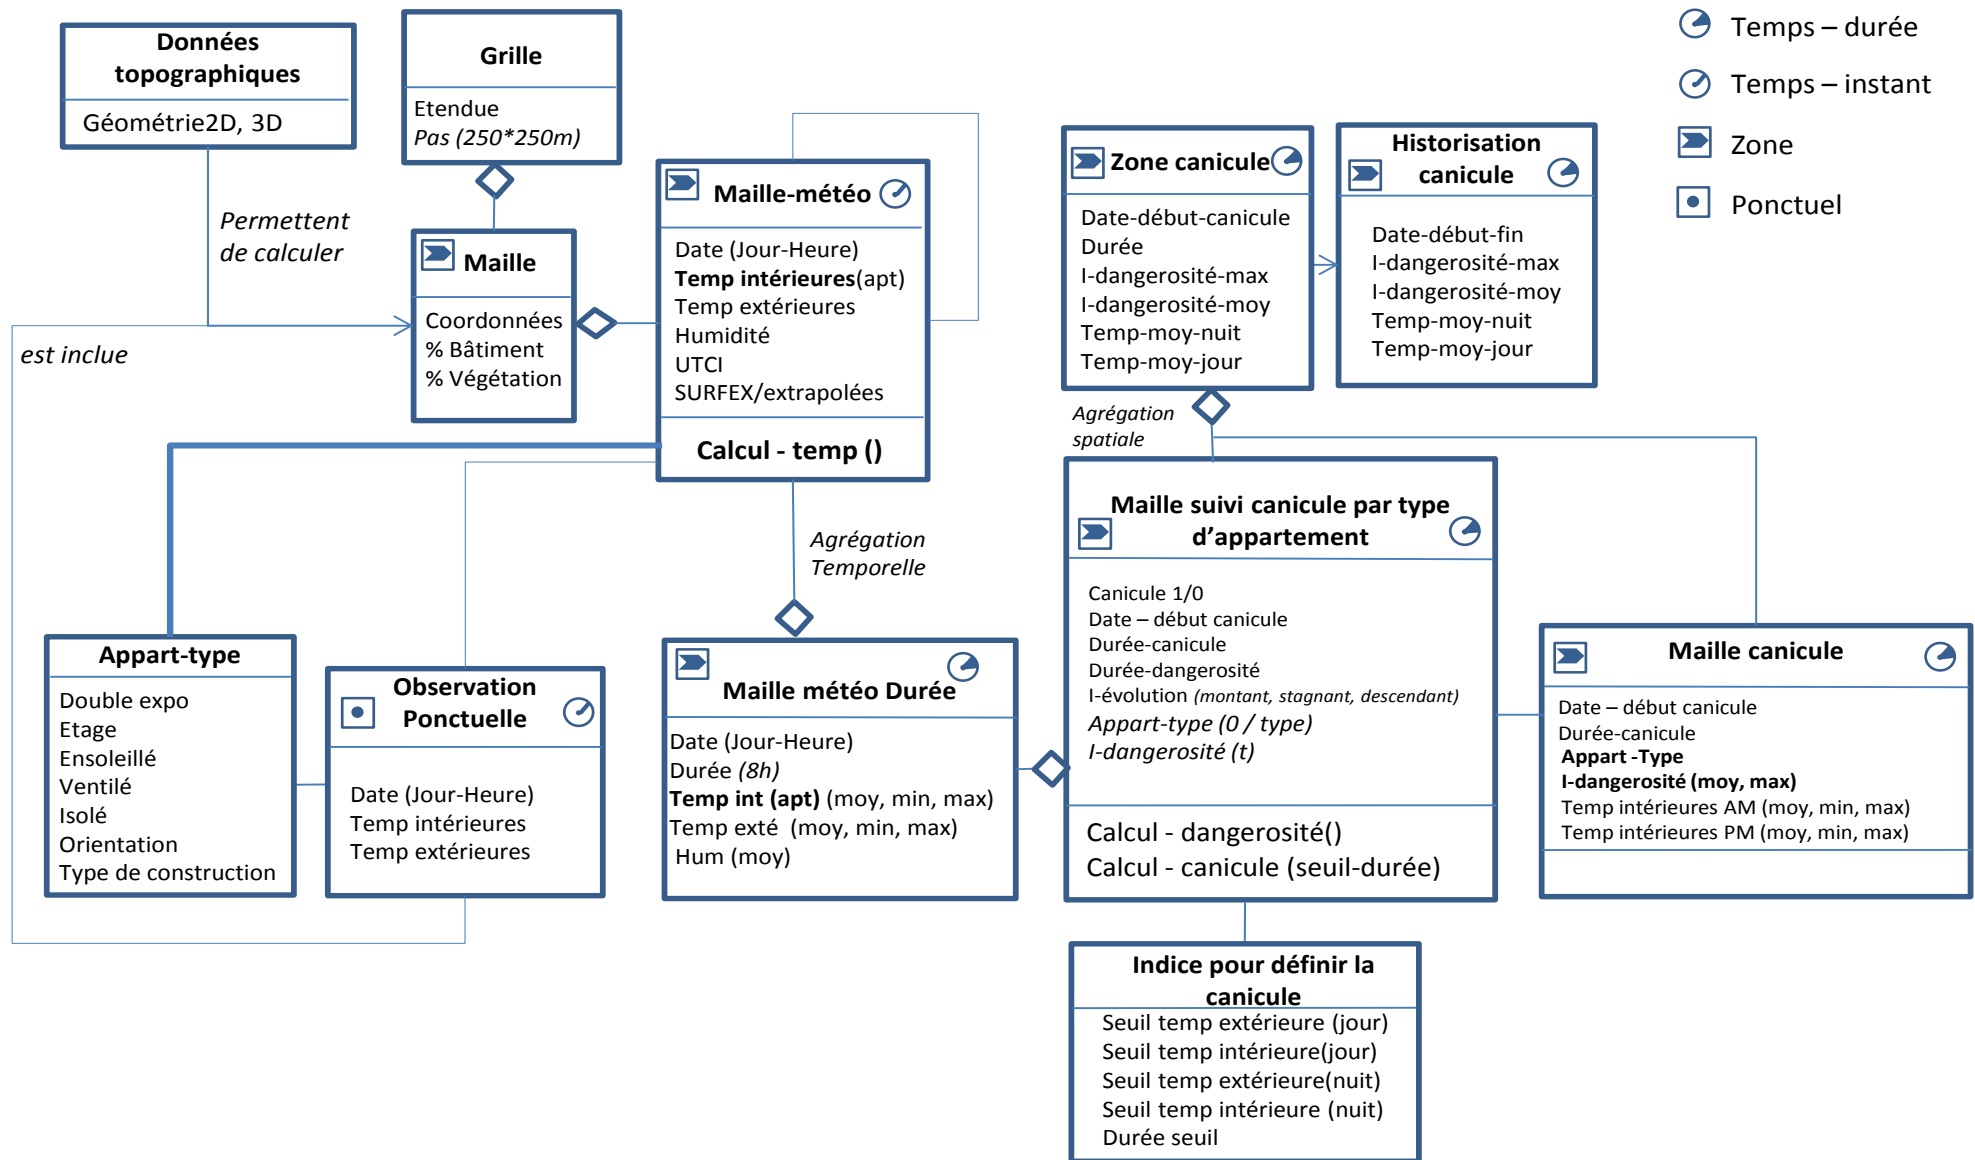 Données
topographiques
Géométrie2D, 3D
Grille
Etendue
Pas (250*250m)
Permettent
de calculer
Maille
Coordonnées
% Bâtiment
% Végétation
est inclue
Maille-météo
Date (Jour-Heure)
Temp intérieures(apt)
Temp extérieures
Humidité
UTCI
SURFEX/extrapolées
Calcul - temp ()
Zone canicule
Date-début-canicule
Durée
I-dangerosité-max
I-dangerosité-moy
Temp-moy-nuit
Temp-moy-jour
Historisation
canicule
Date-début-fin
I-dangerosité-max
I-dangerosité-moy
Temp-moy-nuit
Temp-moy-jour
Temps – durée
Temps – instant
Zone
Ponctuel
Agrégation
spatiale
Agrégation
Temporelle
Appart-type
Double expo
Etage
Ensoleillé
Ventilé
Isolé
Orientation
Type de construction
Observation
Ponctuelle
Date (Jour-Heure)
Temp intérieures
Temp extérieures
Maille météo Durée
Date (Jour-Heure)
Durée (8h)
Temp int (apt) (moy, min, max)
Temp exté (moy, min, max)
Hum (moy)
Maille suivi canicule par type
d’appartement
Canicule 1/0
Date – début canicule
Durée-canicule
Durée-dangerosité
I-évolution (montant, stagnant, descendant)
Appart-type (0 / type)
I-dangerosité (t)
Calcul - dangerosité()
Calcul - canicule (seuil-durée)
Maille canicule
Date – début canicule
Durée-canicule
Appart -Type
I-dangerosité (moy, max)
Temp intérieures AM (moy, min, max)
Temp intérieures PM (moy, min, max)
Indice pour définir la
canicule
Seuil temp extérieure (jour)
Seuil temp intérieure(jour)
Seuil temp extérieure(nuit)
Seuil temp intérieure (nuit)
Durée seuil